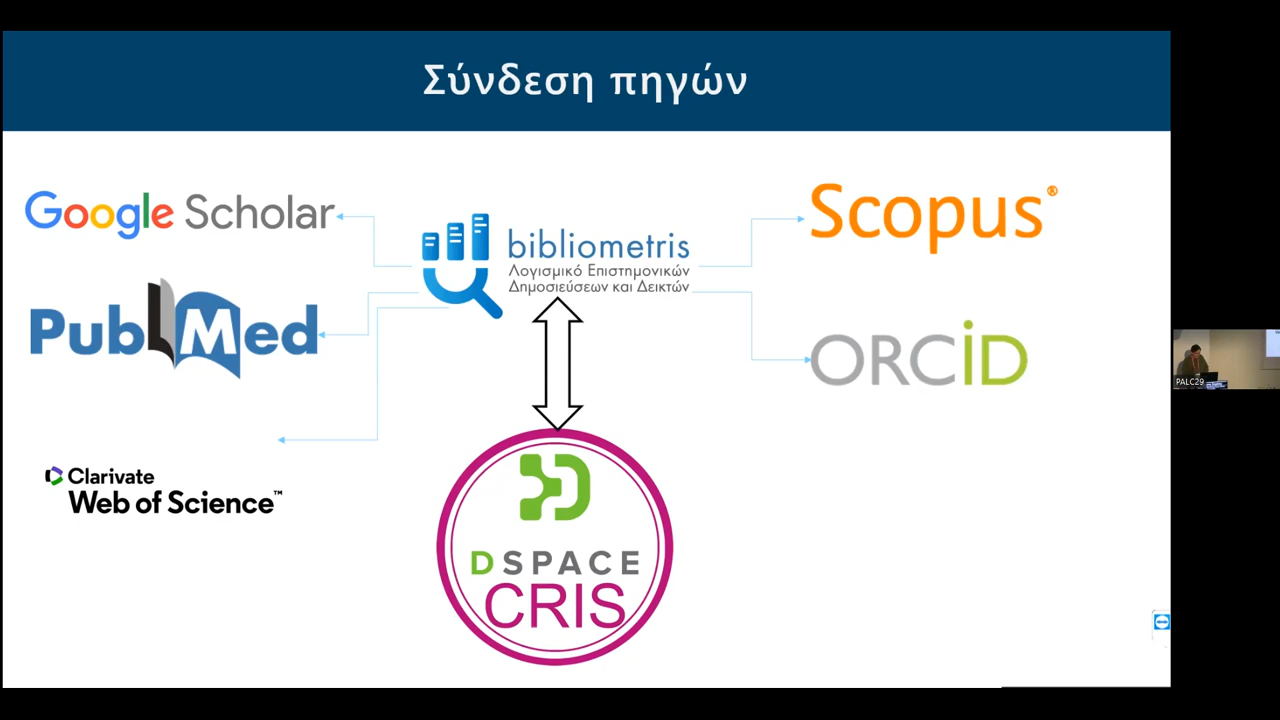 Σύνδεση πηγών
Google Scholar
PubMed
Clarivate
Web of Science™
bibliometris
Λογισμικό Επιστημονικών
Δημοσιεύσεων και Δεικτών
DSPACE
CRIS
Scopus®
ORCiD
PALC29